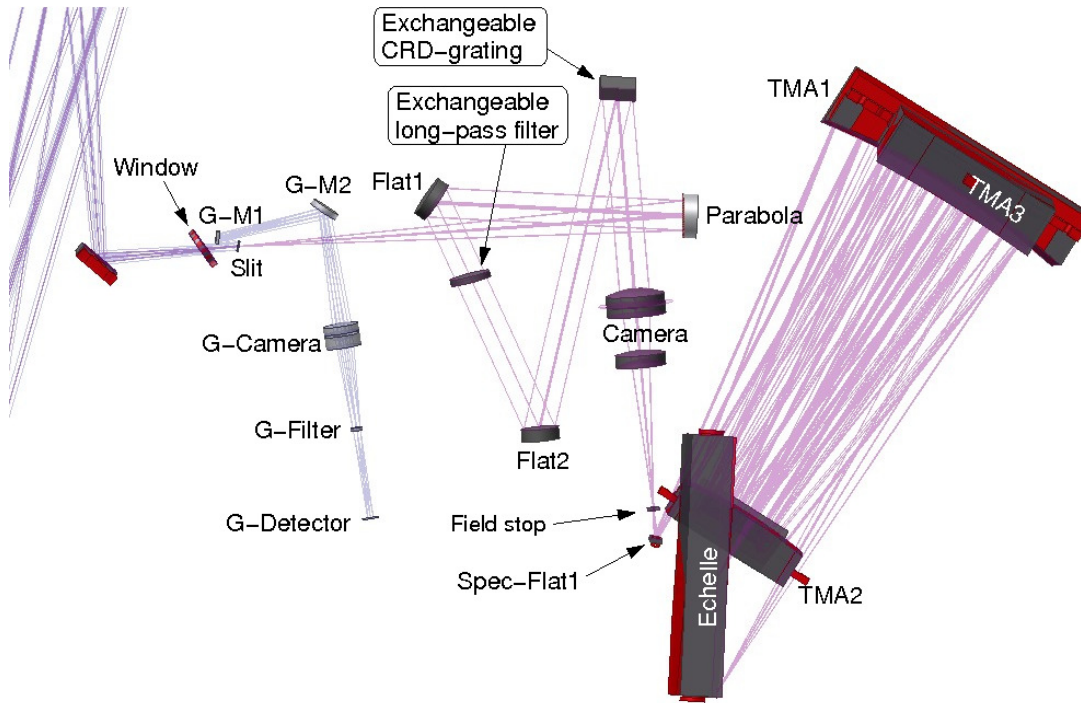 Exchangeable
CRD-grating
Exchangeable
long-pass filter
TMA1
Window
G-M2
Flat1
G-M1
TMA3
Parabola
Slit
G-Camera
Camera
G-Filter
Flat2
G-Detector
Field stop
Echelle
Spec-Flat1
TMA2